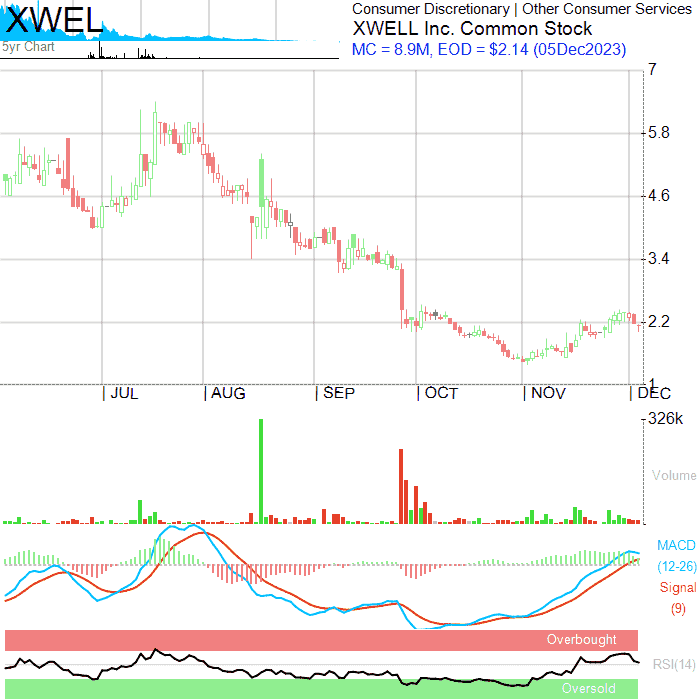 XWEL
5yr Chart
Consumer Discretionary | Other Consumer Services
XWELL Inc. Common Stock
MC = 8.9M, EOD = $2.14 (05Dec2023)
7
5.8
4.6
3.4
2.2
1
JUL AUG SEP OCT NOV DEC
326k
Volume
MACD
(12-26)
Signal
(9)
Overbought
RSI(14)
Oversold